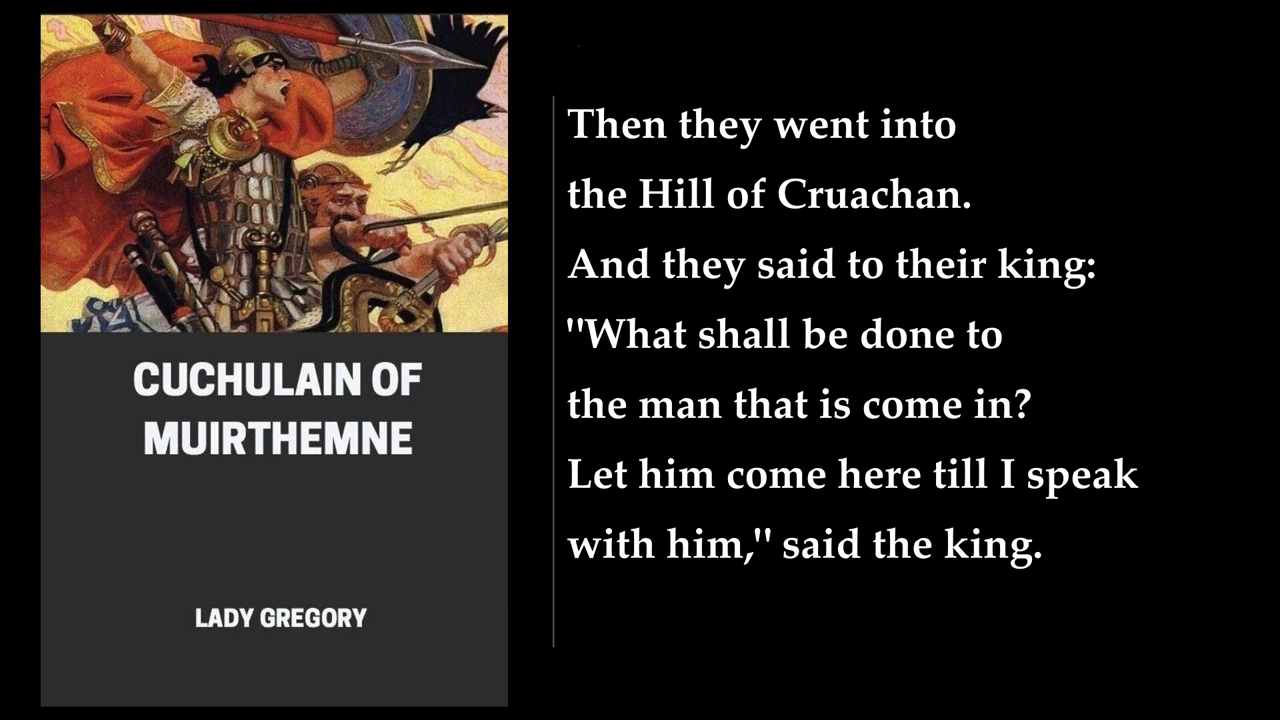 CUCHULAIN OF
MUIRTHEMNE
LADY GREGORY
Then they went into
the Hill of Cruachan.
And they said to their king:
"What shall be done to
the man that is come in?
Let him come here till I speak
with him," said the king.